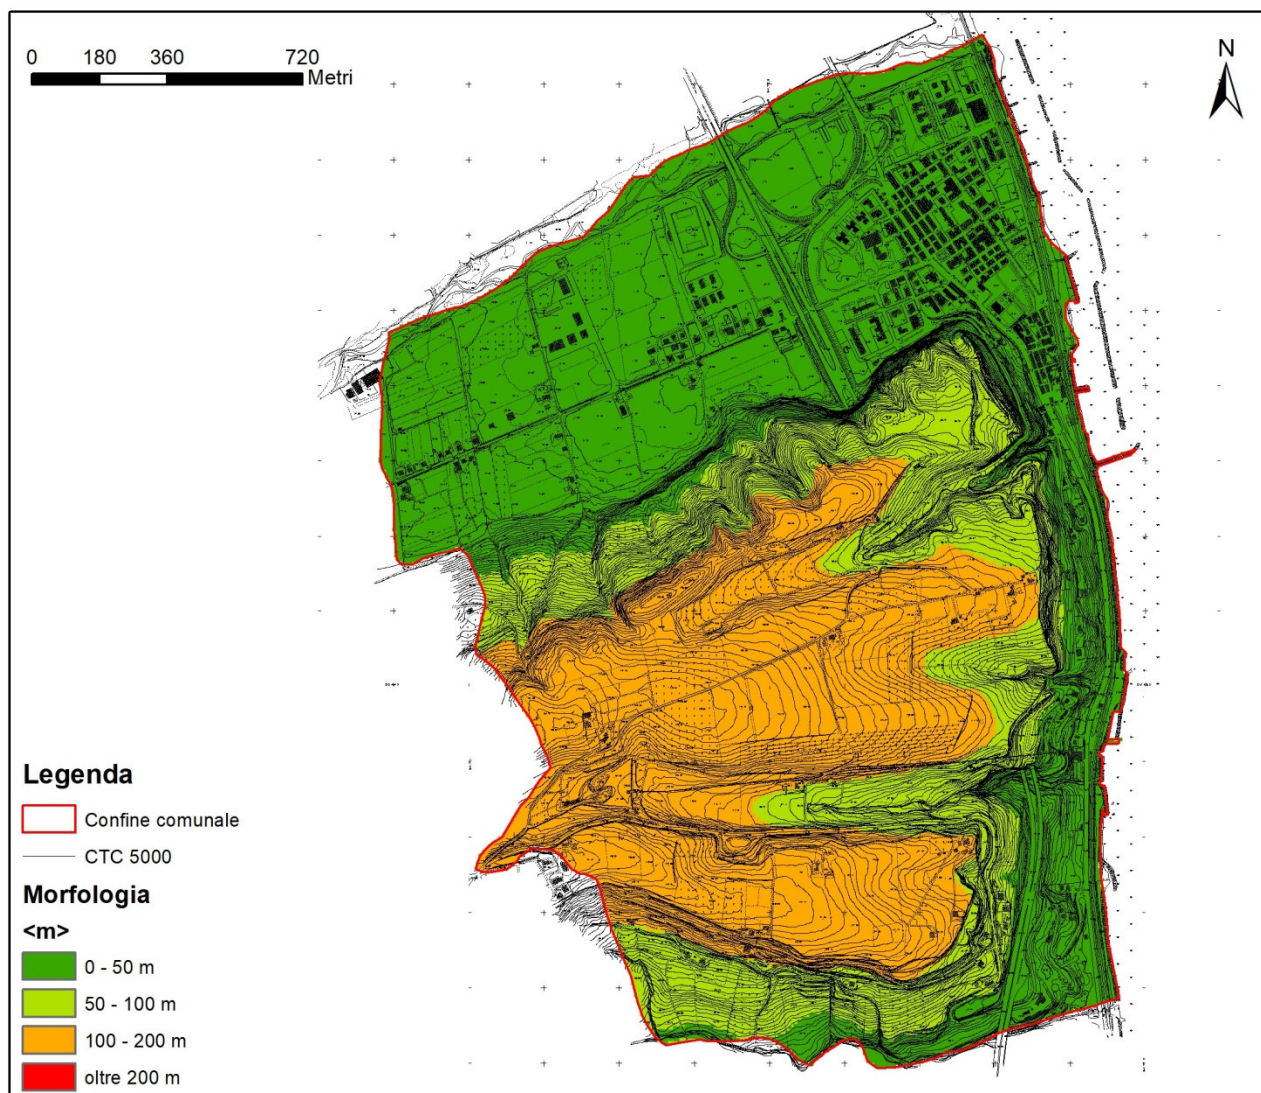 0 180 360 720
Metri
N
Legenda
Confine comunale
CTC 5000
Morfologia
<m>
0 - 50 m
50 - 100 m
100 - 200 m
oltre 200 m